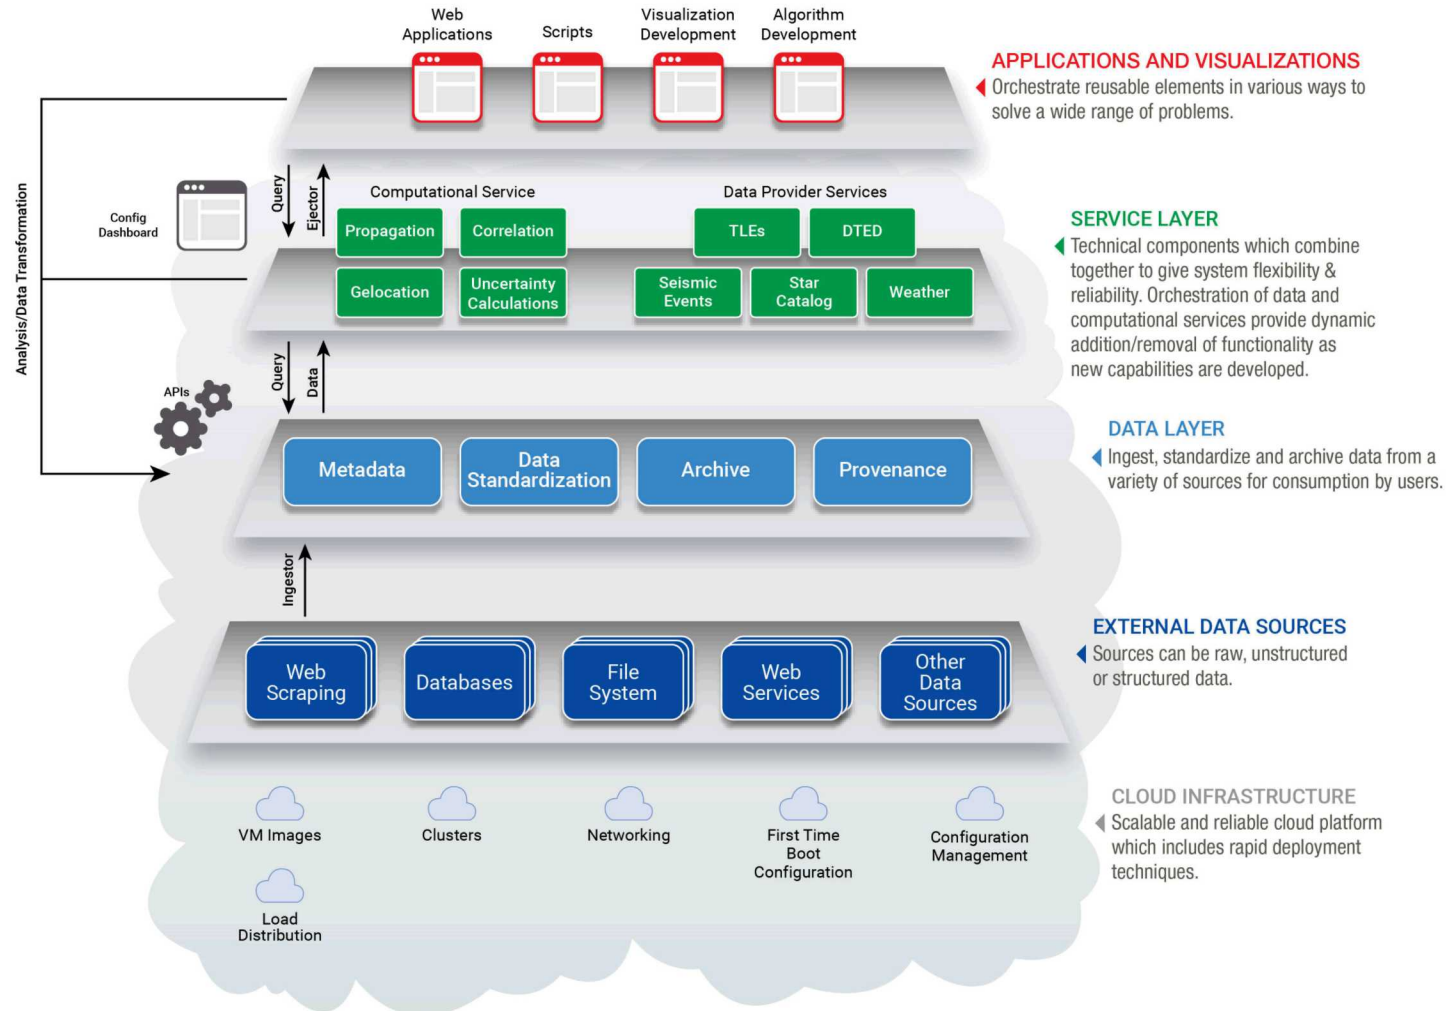 Web
Applications
Scripts
Visualization
Development
Algorithm
Development
APPLICATIONS AND VISUALIZATIONS
Orchestrate reusable elements in various ways to
solve a wide range of problems.
Analysis/Data Transformation
Query
Ejector
Config
Dashboard
Computational Service
Data Provider Services
Propagation
Correlation
TLEs
DTED
Gelocation
Uncertainty
Calculations
Seismic
Events
Star
Catalog
Weather
SERVICE LAYER
Technical components which combine
together to give system flexibility &
reliability. Orchestration of data and
computational services provide dynamic
addition/removal of functionality as
new capabilities are developed.
Query
Data
APIs
Metadata
Data
Standardization
Archive
Provenance
DATA LAYER
Ingest, standardize and archive data from a
variety of sources for consumption by users.
Ingestor
Web
Scraping
Databases
File
System
Web
Services
Other
Data
Sources
EXTERNAL DATA SOURCES
Sources can be raw, unstructured
or structured data.
VM Images
Clusters
Networking
First Time
Boot
Configuration
Configuration
Management
Load
Distribution
CLOUD INFRASTRUCTURE
Scalable and reliable cloud platform
which includes rapid deployment
techniques.